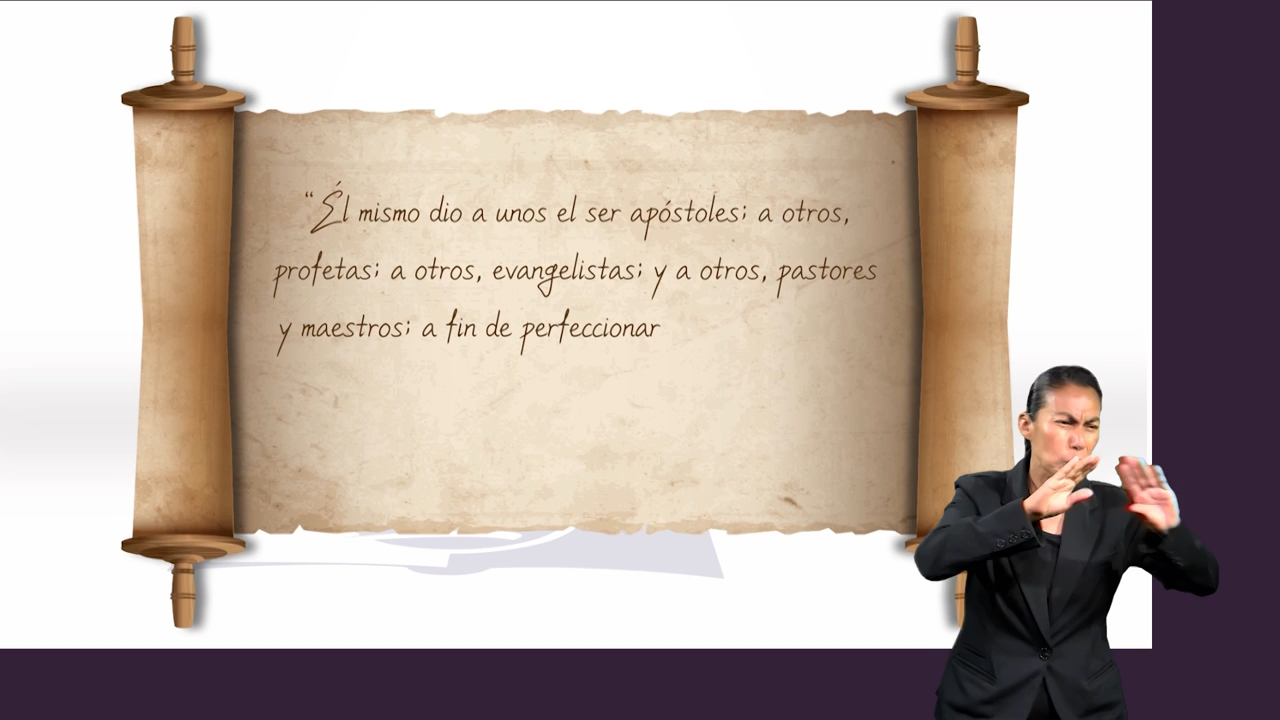 “Él mismo dio a unos el ser apóstoles; a otros,
profetas; a otros, evangelistas; y a otros, pastores
y maestros; a fin de perfeccionar